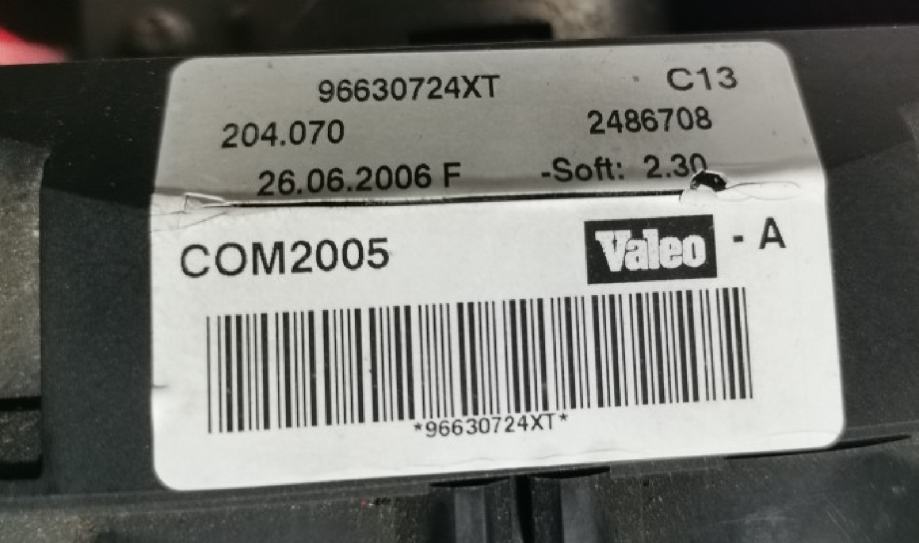 96630724XT C13
204.070 2486708
26.06.2006 F -Soft: 2.30
COM2005 Valeo - A
*96630724XT*